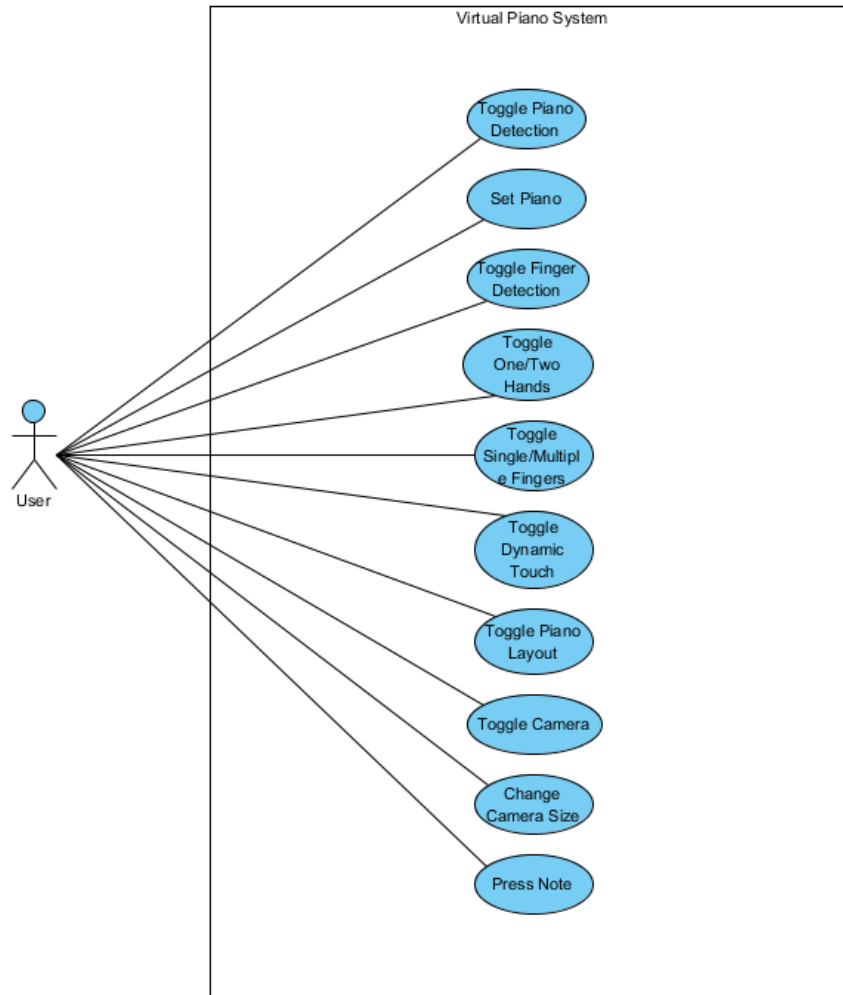 Virtual Piano System
Toggle Piano
Detection
Set Piano
Toggle Finger
Detection
Toggle
One/Two
Hands
Toggle
Single/Multipl
e Fingers
User
Toggle
Dynamic
Touch
Toggle Piano
Layout
Toggle Camera
Change
Camera Size
Press Note